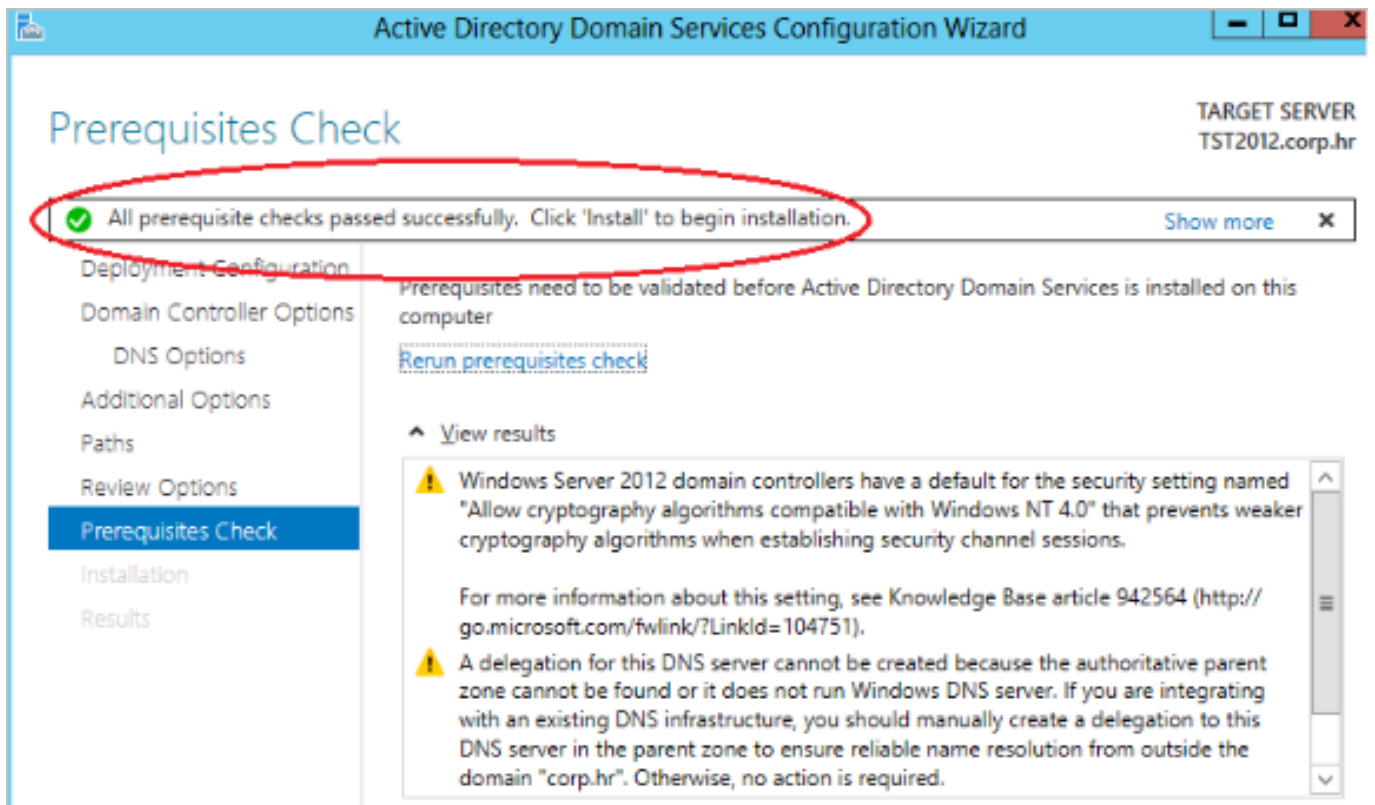 Active Directory Domain Services Configuration Wizard
Prerequisites Check
TARGET SERVER
TST2012.corp.hr
All prerequisite checks passed successfully. Click 'Install' to begin installation.
Show more
Deployment Configuration
Domain Controller Options
DNS Options
Additional Options
Paths
Review Options
Prerequisites Check
Installation
Results
Prerequisites need to be validated before Active Directory Domain Services is installed on this
computer
Rerun prerequisites check
View results
Windows Server 2012 domain controllers have a default for the security setting named
"Allow cryptography algorithms compatible with Windows NT 4.0" that prevents weaker
cryptography algorithms when establishing security channel sessions.
For more information about this setting, see Knowledge Base article 942564 (http://
go.microsoft.com/fwlink/?LinkId=104751).
A delegation for this DNS server cannot be created because the authoritative parent
zone cannot be found or it does not run Windows DNS server. If you are integrating
with an existing DNS infrastructure, you should manually create a delegation to this
DNS server in the parent zone to ensure reliable name resolution from outside the
domain "corp.hr". Otherwise, no action is required.